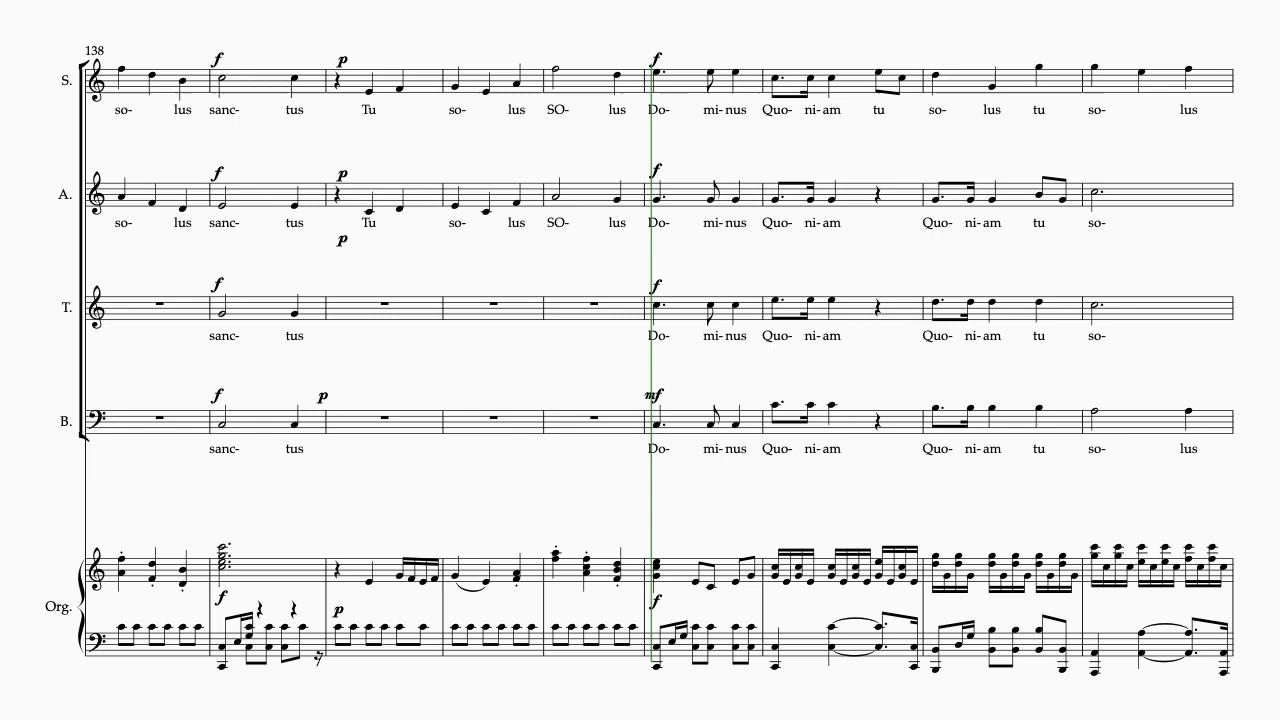 138
f p f
S.
so- lus sanc- tus Tu so- lus SO- lus Do- mi- nus Quo- ni- am tu so- lus tu so- lus
f p f
A.
so- lus sanc- tus Tu so- lus SO- lus Do- mi- nus Quo- ni- am Quo- ni- am tu so-
p
f f
T.
sanc- tus Do- mi- nus Quo- ni- am Quo- ni- am tu so-
f p mf
B.
sanc- tus Do- mi- nus Quo- ni- am Quo- ni- am tu so- lus
f p f
Org.